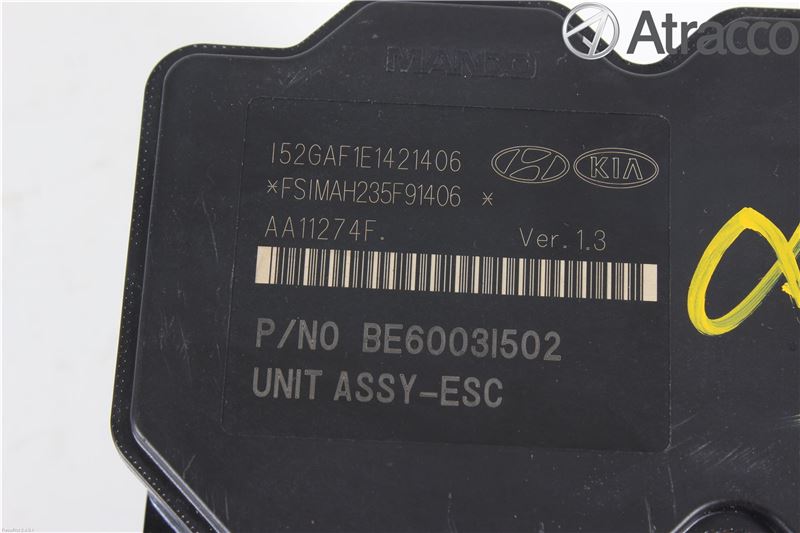 Atracco
MANDO
I52GAF1E1421406
KIA
*FSIMAH235F91406 *
AA11274F.
Ver. 1.3
P/NO BE6003I502
UNIT ASSY-ESC